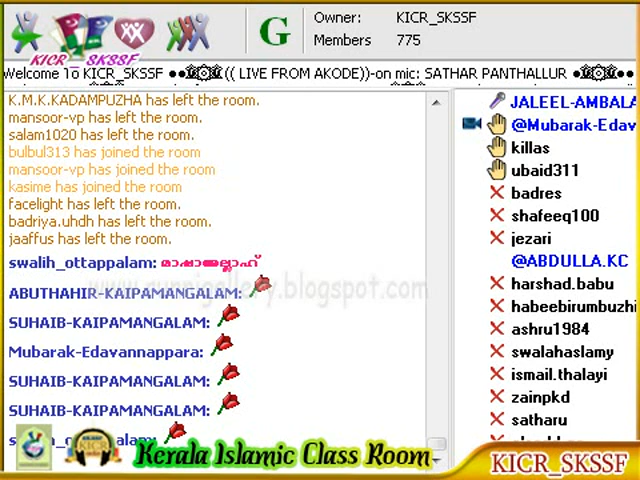 Owner: KICR_SKSSF
Members 775
G
KICR_SKSSF
Welcome To KICR_SKSSF (( LIVE FROM AKODE))-on mic: SATHAR PANTHALLUR
K.M.K.KADAMPUZHA has left the room.
mansoor-vp has left the room.
salam1020 has left the room.
bulbul313 has joined the room
mansoor-vp has joined the room
kasime has joined the room
facelight has left the room.
badriya.uhdh has left the room.
jaaffus has left the room.
swalih_ottappalam: മാഷാഅല്ലാഹ്
ABUTHAHIR-KAIPAMANGALAM:
SUHAIB-KAIPAMANGALAM:
Mubarak-Edavannappara:
SUHAIB-KAIPAMANGALAM:
SUHAIB-KAIPAMANGALAM:
JALEEL-AMBALA
@Mubarak-Edav
killas
ubaid311
badres
shafeeq100
jezari
@ABDULLA.KC
harshad.babu
habeebirumbuzhi
ashru1984
swalahaslamy
ismail.thalayi
zainpkd
satharu
KICR
Kerala Islamic Class Room
KICR_SKSSF